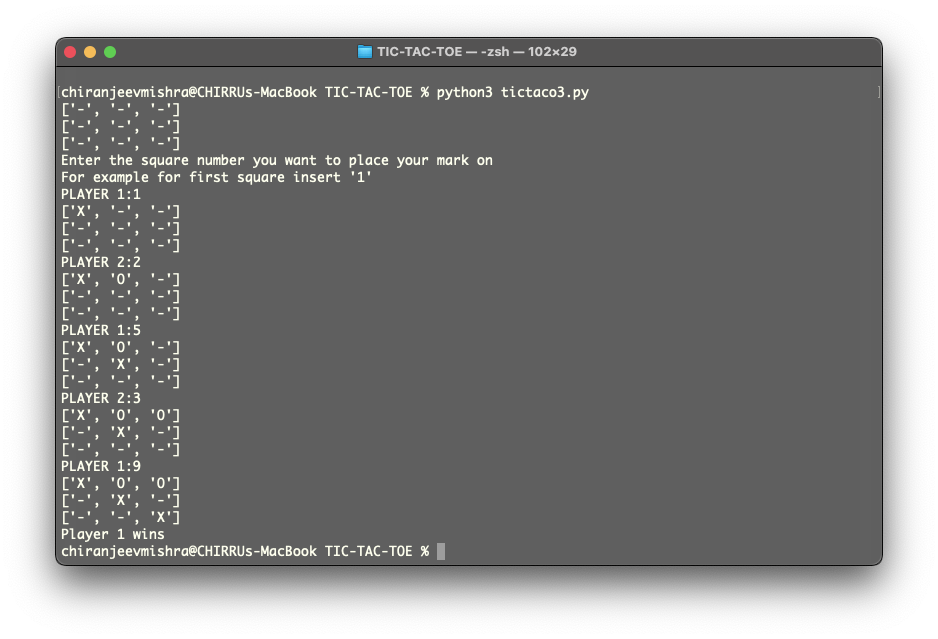 TIC-TAC-TOE — -zsh — 102×29
[chiranjeevmishra@CHIRRUs-MacBook TIC-TAC-TOE % python3 tictaco3.py ]
['-', '-', '-']
['-', '-', '-']
['-', '-', '-']
Enter the square number you want to place your mark on
For example for first square insert '1'
PLAYER 1:1
['X', '-', '-']
['-', '-', '-']
['-', '-', '-']
PLAYER 2:2
['X', 'O', '-']
['-', '-', '-']
['-', '-', '-']
PLAYER 1:5
['X', 'O', '-']
['-', 'X', '-']
['-', '-', '-']
PLAYER 2:3
['X', 'O', 'O']
['-', 'X', '-']
['-', '-', '-']
PLAYER 1:9
['X', 'O', 'O']
['-', 'X', '-']
['-', '-', 'X']
Player 1 wins
chiranjeevmishra@CHIRRUs-MacBook TIC-TAC-TOE %